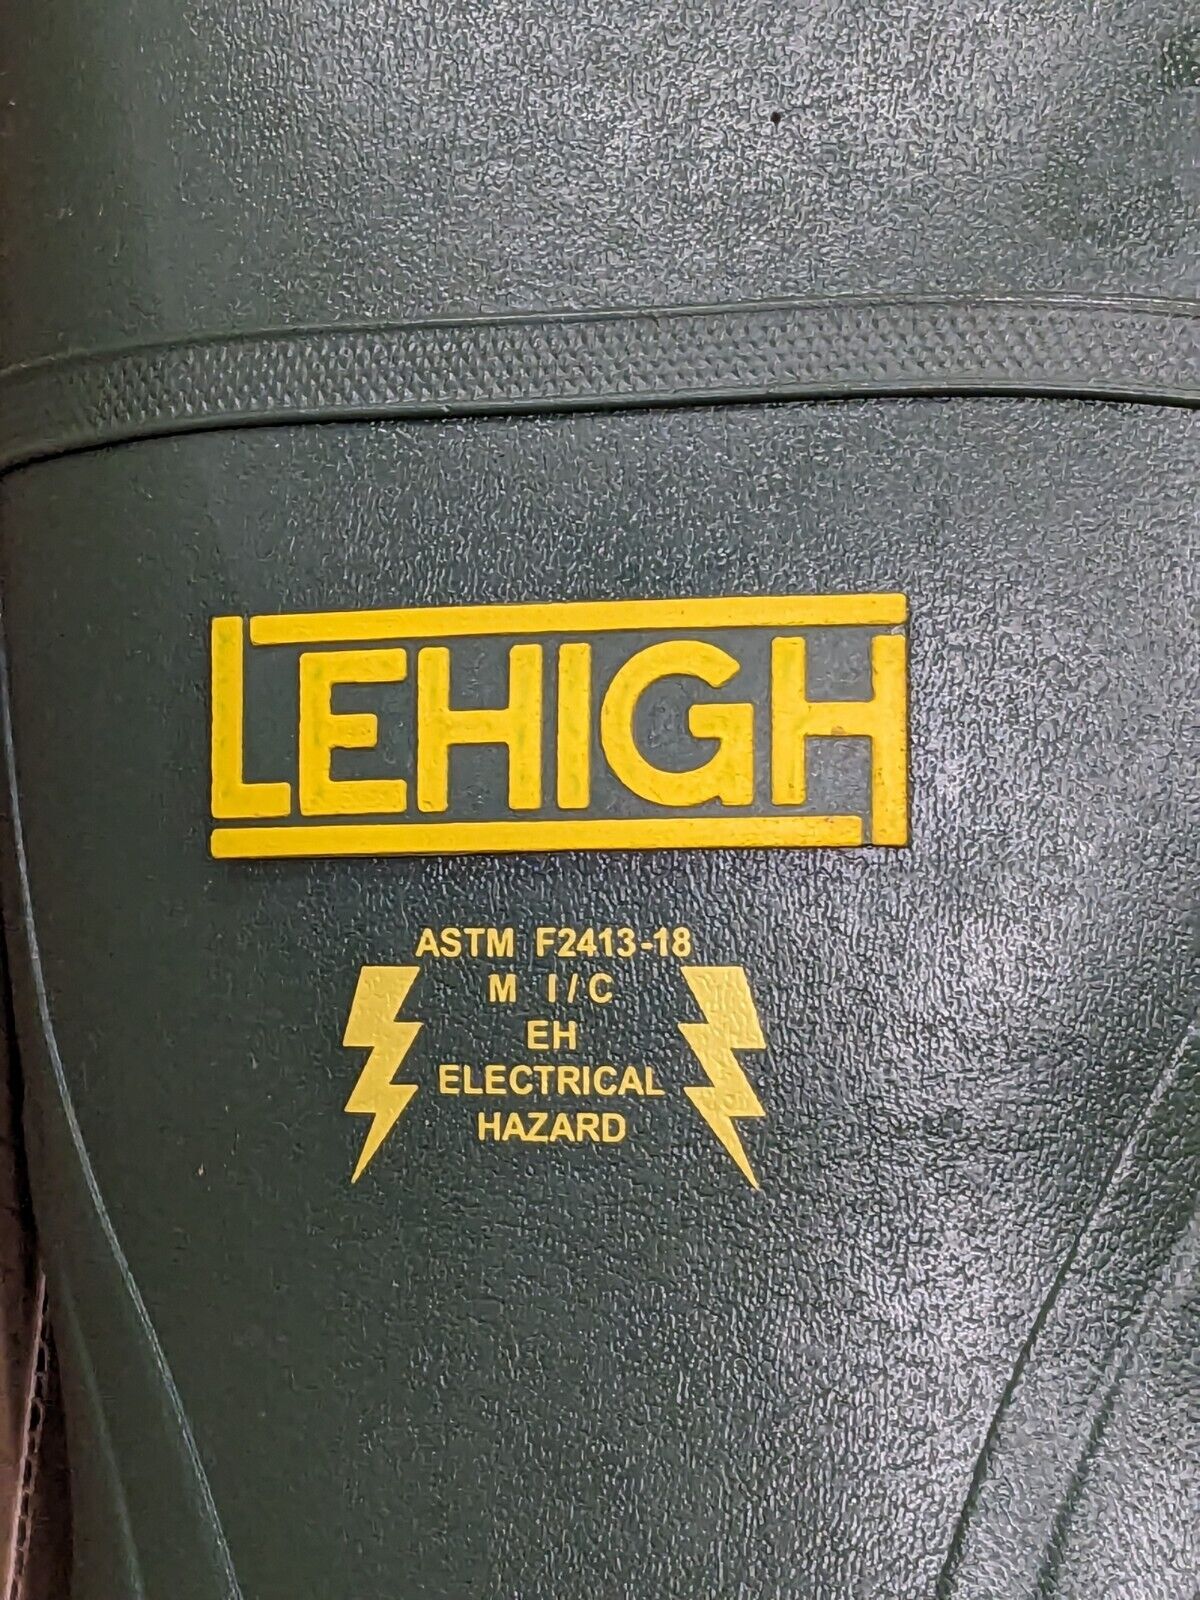 LEHIGH
ASTM F2413-18
M I/C
EH
ELECTRICAL
HAZARD